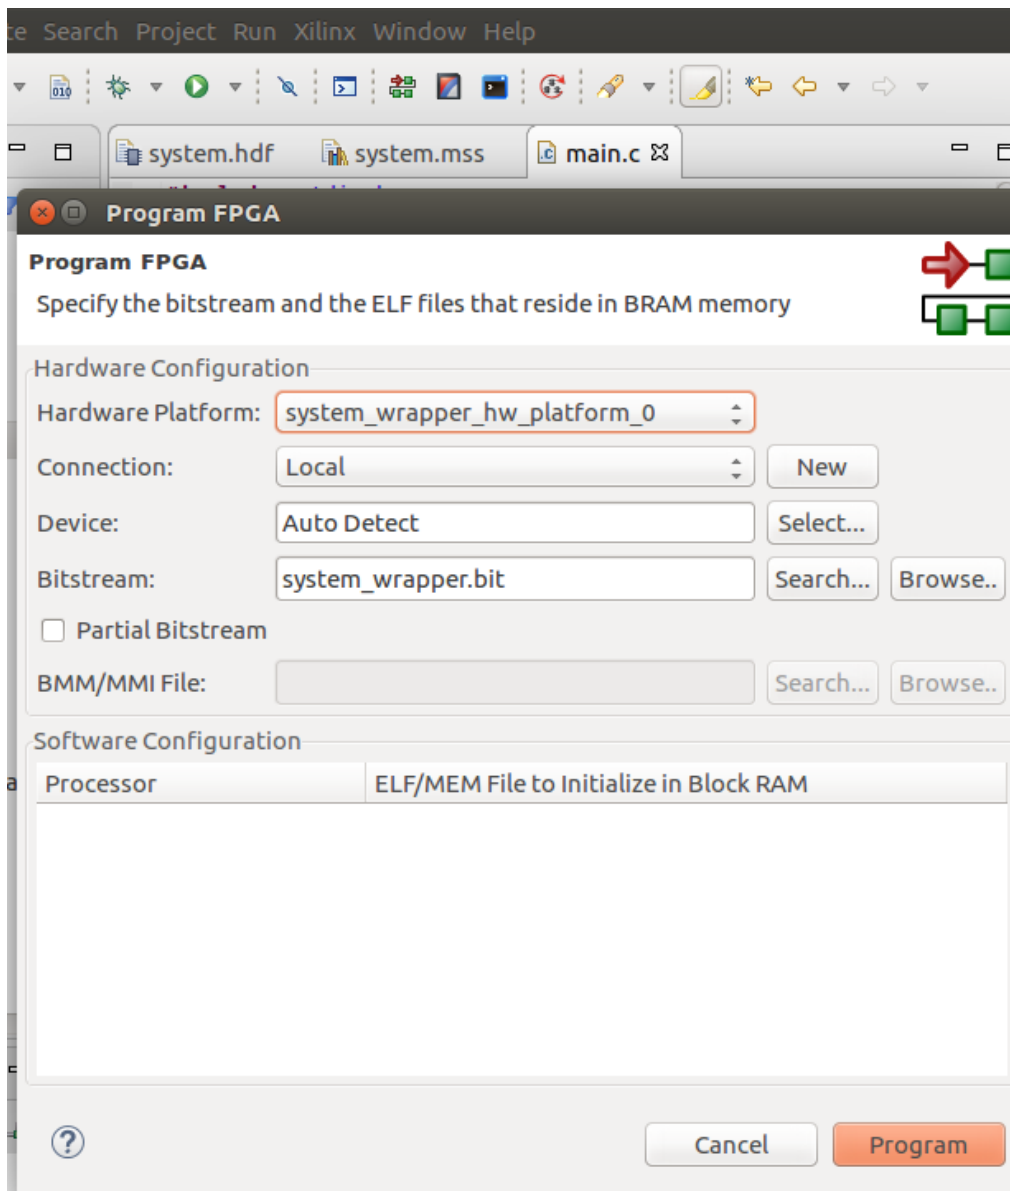 te Search Project Run Xilinx Window Help
010
system.hdf system.mss .c main.c
Program FPGA
Program FPGA
Specify the bitstream and the ELF files that reside in BRAM memory
Hardware Configuration
Hardware Platform: system_wrapper_hw_platform_0
Connection: Local New
Device: Auto Detect Select...
Bitstream: system_wrapper.bit Search... Browse..
Partial Bitstream
BMM/MMI File: Search... Browse..
Software Configuration
Processor ELF/MEM File to Initialize in Block RAM
? Cancel Program